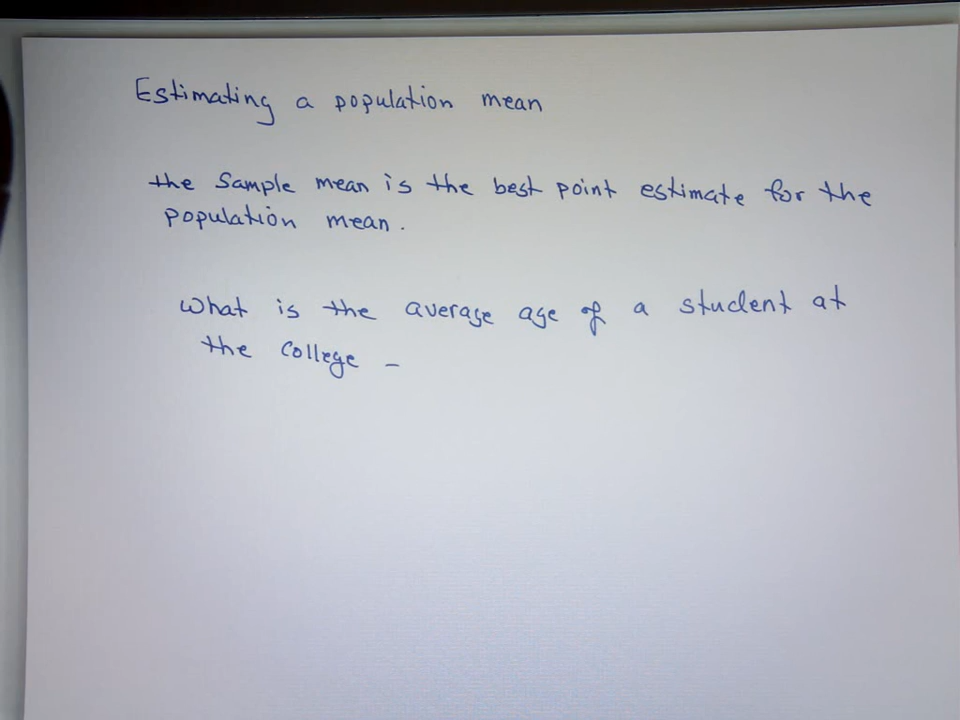 Estimating a population mean
the Sample mean is the best point estimate for the
population mean.
What is the average age of a student at
the College -